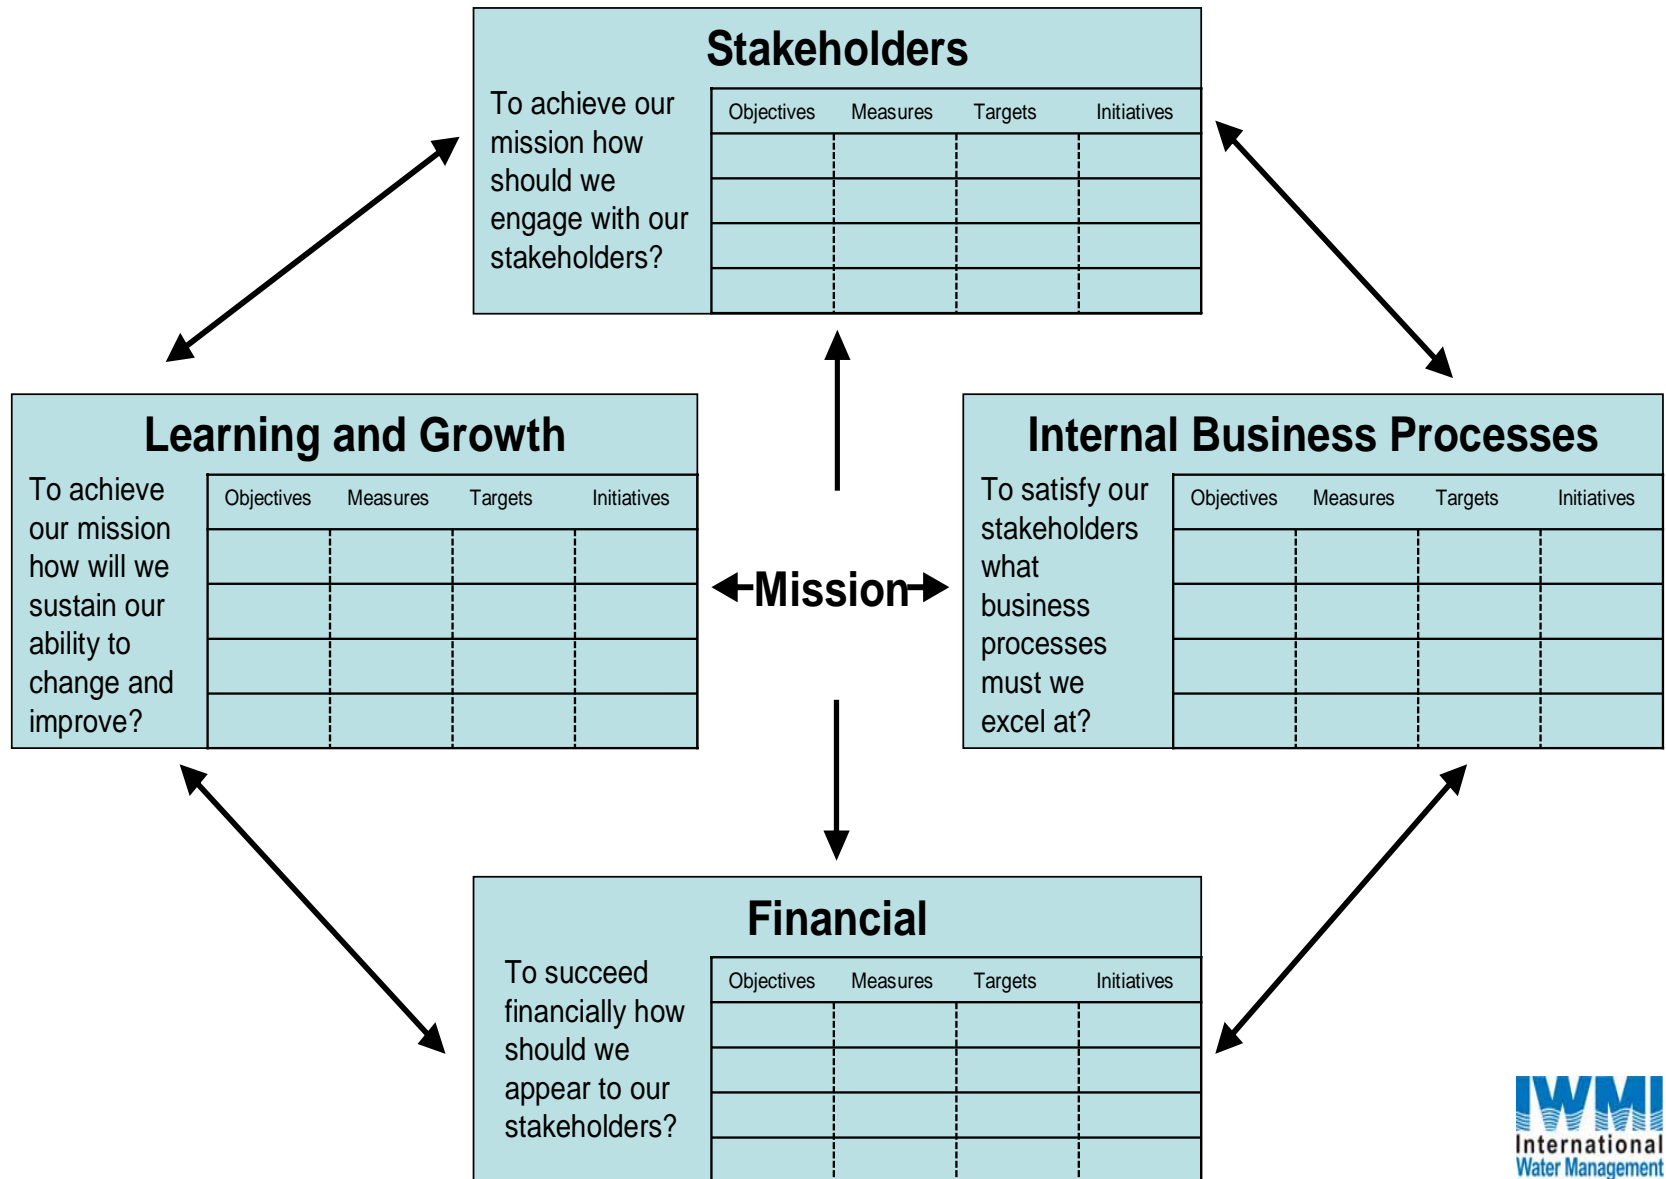 Stakeholders
To achieve our
mission how
should we
engage with our
stakeholders?
Objectives Measures Targets Initiatives
Learning and Growth
To achieve
our mission
how will we
sustain our
ability to
change and
improve?
Objectives Measures Targets Initiatives
Mission
Internal Business Processes
To satisfy our
stakeholders
what
business
processes
must we
excel at?
Objectives Measures Targets Initiatives
Financial
To succeed
financially how
should we
appear to our
stakeholders?
Objectives Measures Targets Initiatives
IWMI
International
Water Management